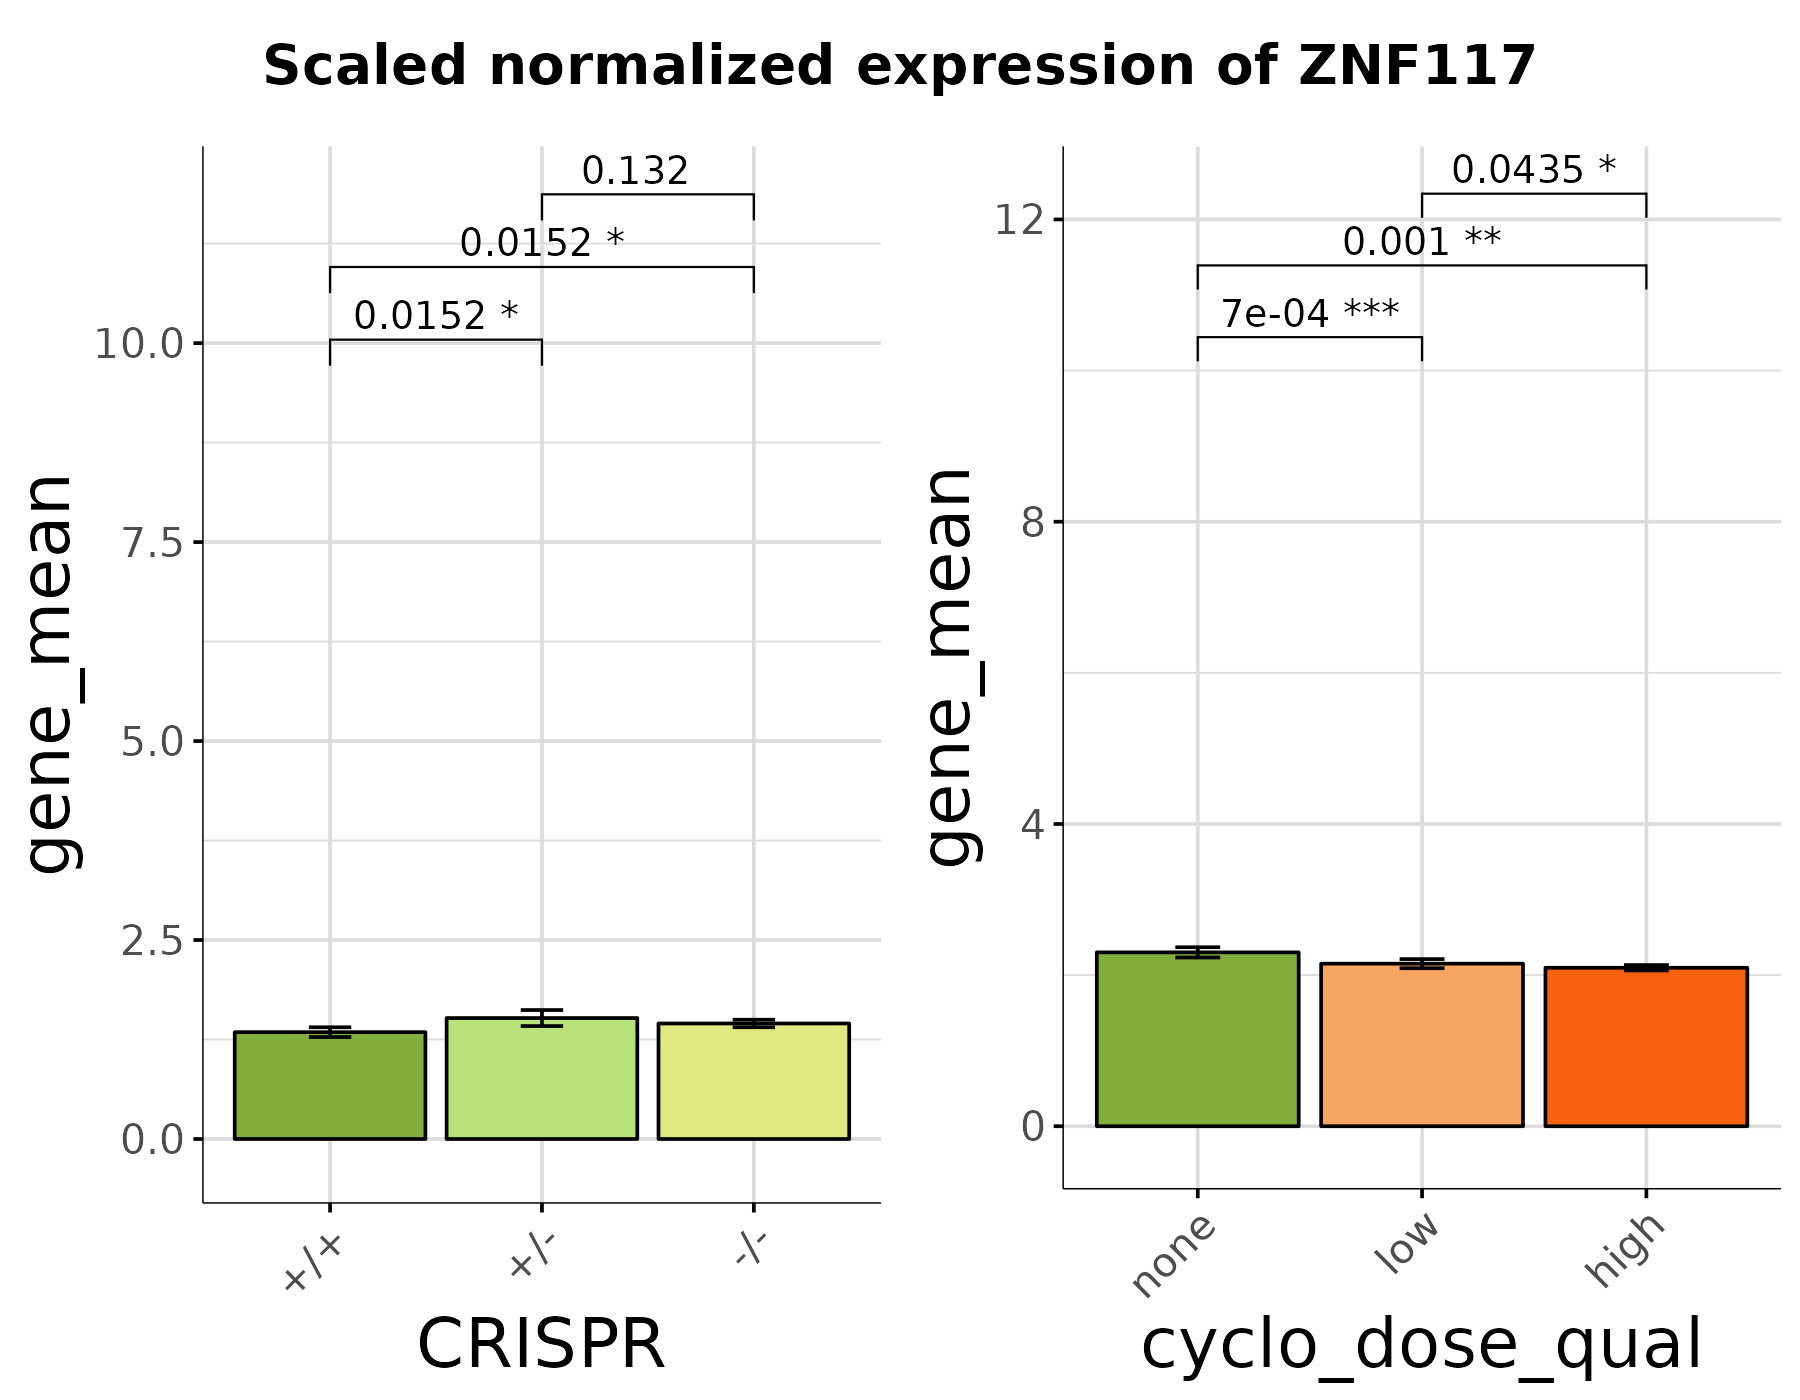 Scaled normalized expression of ZNF117
gene_mean
10.0
7.5
5.0
2.5
0.0
0.132
0.0152 *
0.0152 *
+/+
+/-
-/-
CRISPR
gene_mean
12
8
4
0
0.0435 *
0.001 **
7e-04 ***
none
low
high
cyclo_dose_qual